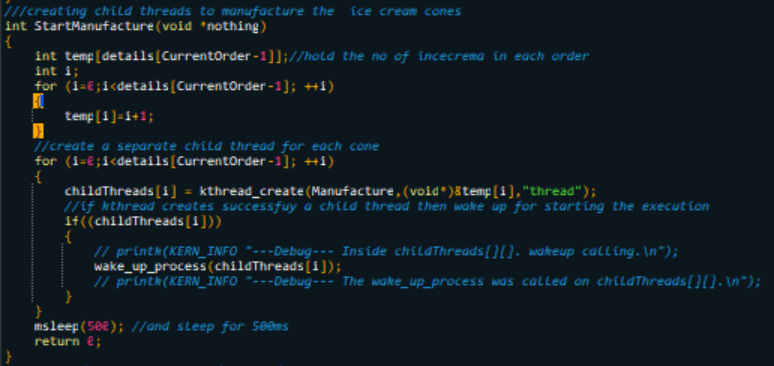 ///creating child threads to manufacture the  ice cream cones
int StartManufacture(void *nothing)
{
    int temp[details[CurrentOrder-1]];//hold the no of incecrema in each order
    int i;
    for (i=0;i<details[CurrentOrder-1]; ++i)
    {
        temp[i]=i+1;
    }
    //create a separate child thread for each cone
    for (i=0;i<details[CurrentOrder-1]; ++i)
    {
        childThreads[i] = kthread_create(Manufacture,(void*)&temp[i],"thread");
        //if kthread creates successfuy a child thread then wake up for starting the execution
        if((childThreads[i]))
        {
            // printk(KERN_INFO "---Debug--- Inside childThreads[][]. wakeup calling.\n");
            wake_up_process(childThreads[i]);
            // printk(KERN_INFO "---Debug--- The wake_up_process was called on childThreads[][].\n");
        }
    }
    msleep(500); //and sleep for 500ms
    return 0;
}